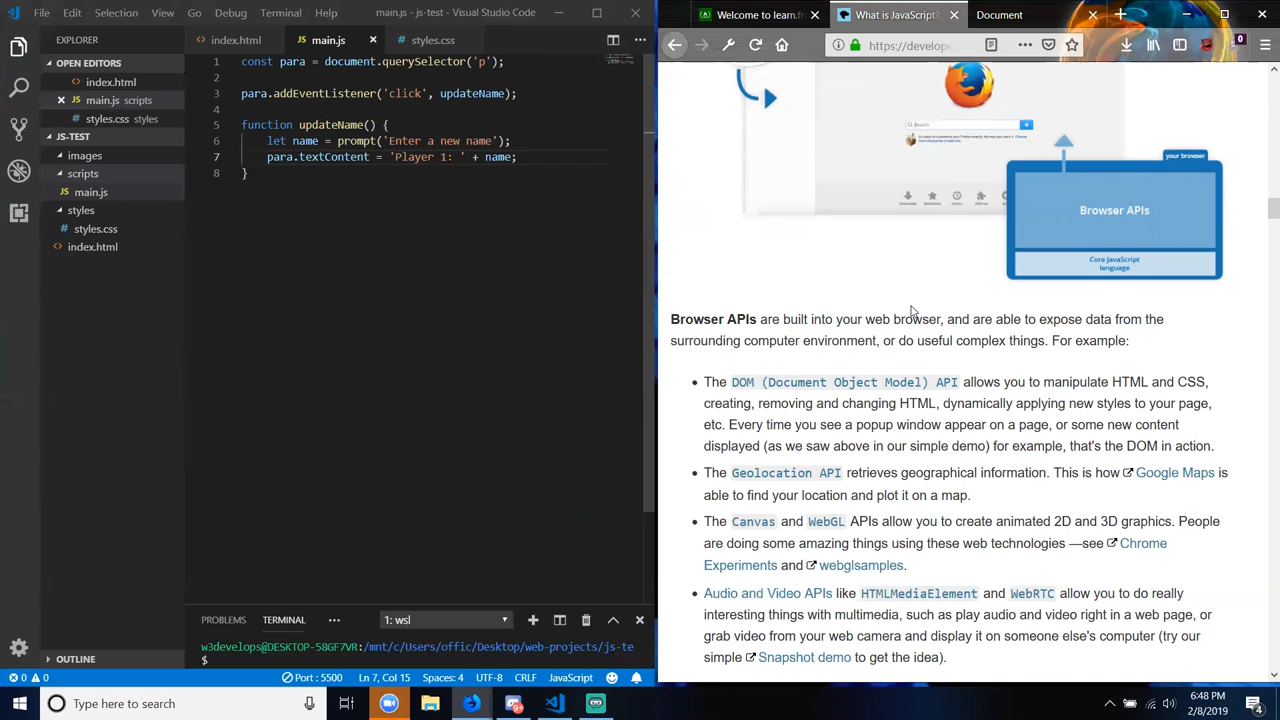 File Edit Selection View Go Debug Terminal Help
main.js - js-test - Visual Studio Code
EXPLORER
OPEN EDITORS
index.html
main.js scripts
styles.css styles
JS-TEST
images
scripts
main.js
styles
styles.css
index.html
OUTLINE
index.html
main.js
styles.css
const para = document.querySelector('p');
2
3 para.addEventListener('click', updateName);
4
5 function updateName() {
let name = prompt('Enter a new name');
7 para.textContent = 'Player 1: ' + name;
8 }
PROBLEMS
TERMINAL
1: wsl
w3develops@DESKTOP-58GF7VR:/mnt/c/Users/offic/Desktop/web-projects/js-te
$
0 0
Port : 5500
Ln 7, Col 15
Spaces: 4
UTF-8
CRLF
JavaScript
Welcome to learn.fr
What is JavaScript?
Document
https://develop
0
your browser
Browser APIs
Core JavaScript
language
Browser APIs are built into your web browser, and are able to expose data from the
surrounding computer environment, or do useful complex things. For example:
The DOM (Document Object Model) API allows you to manipulate HTML and CSS,
creating, removing and changing HTML, dynamically applying new styles to your page,
etc. Every time you see a popup window appear on a page, or some new content
displayed (as we saw above in our simple demo) for example, that's the DOM in action.
The Geolocation API retrieves geographical information. This is how Google Maps is
able to find your location and plot it on a map.
The Canvas and WebGL APIs allow you to create animated 2D and 3D graphics. People
are doing some amazing things using these web technologies —see Chrome
Experiments and webglsamples.
Audio and Video APIs like HTMLMediaElement and WebRTC allow you to do really
interesting things with multimedia, such as play audio and video right in a web page, or
grab video from your web camera and display it on someone else's computer (try our
simple Snapshot demo to get the idea).
Type here to search
6:48 PM
2/8/2019
4